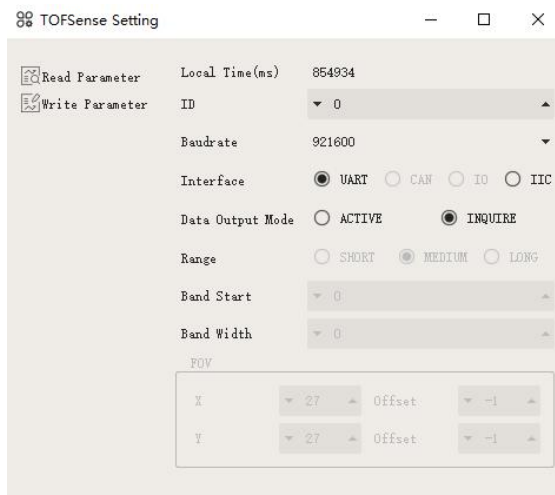 TOFSense Setting
Read Parameter
Write Parameter
Local Time(ms) 854934
ID 0
Baudrate 921600
Interface UART CAN IO IIC
Data Output Mode ACTIVE INQUIRE
Range SHORT MEDIUM LONG
Band Start 0
Band Width 0
FOV
X 27 Offset -1
Y 27 Offset -1